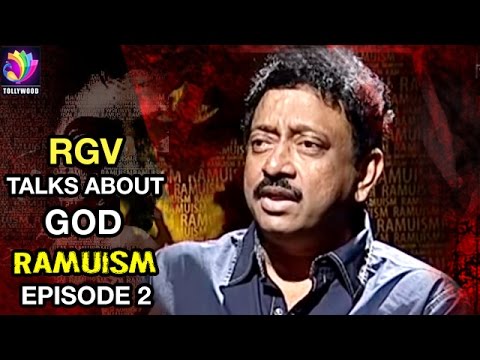 TOLLYWOOD
RGV
TALKS ABOUT
GOD
RAMUISM
EPISODE 2